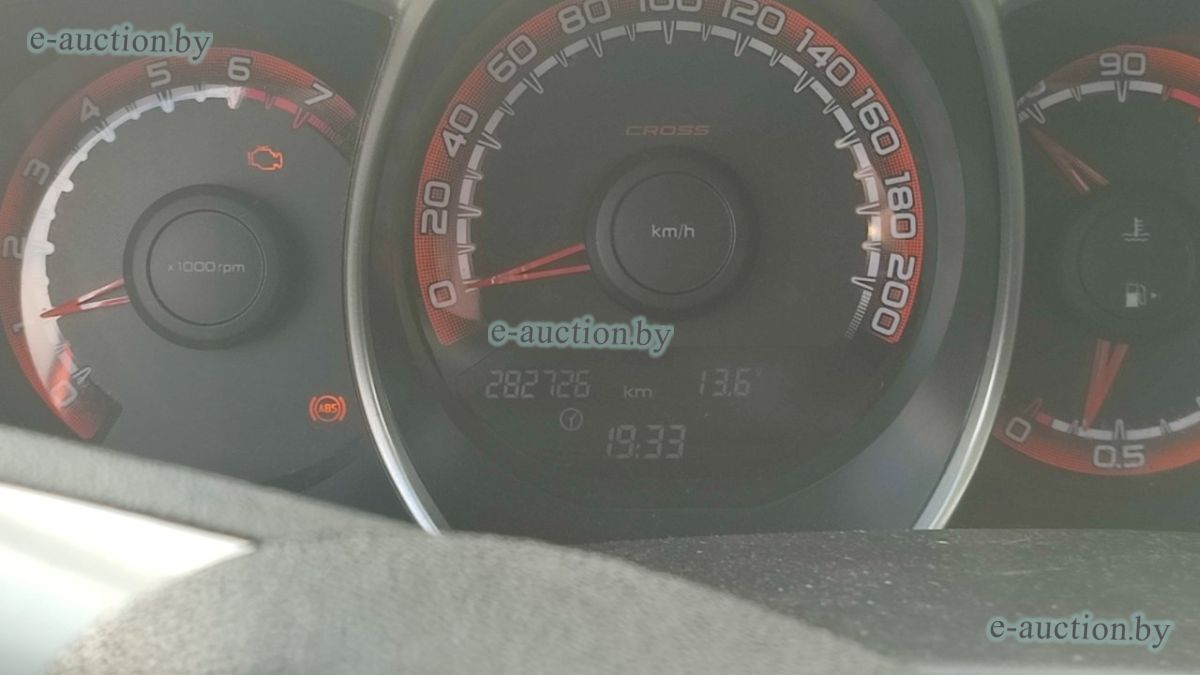 e-auction.by
0 1 2 3 4 5 6 7
x1000 rpm
ABS
0 20 40 60 80 100 120 140 160 180 200
CROSS
km/h
e-auction.by
282726 km 13.6°
19:33
90
0 0.5
e-auction.by